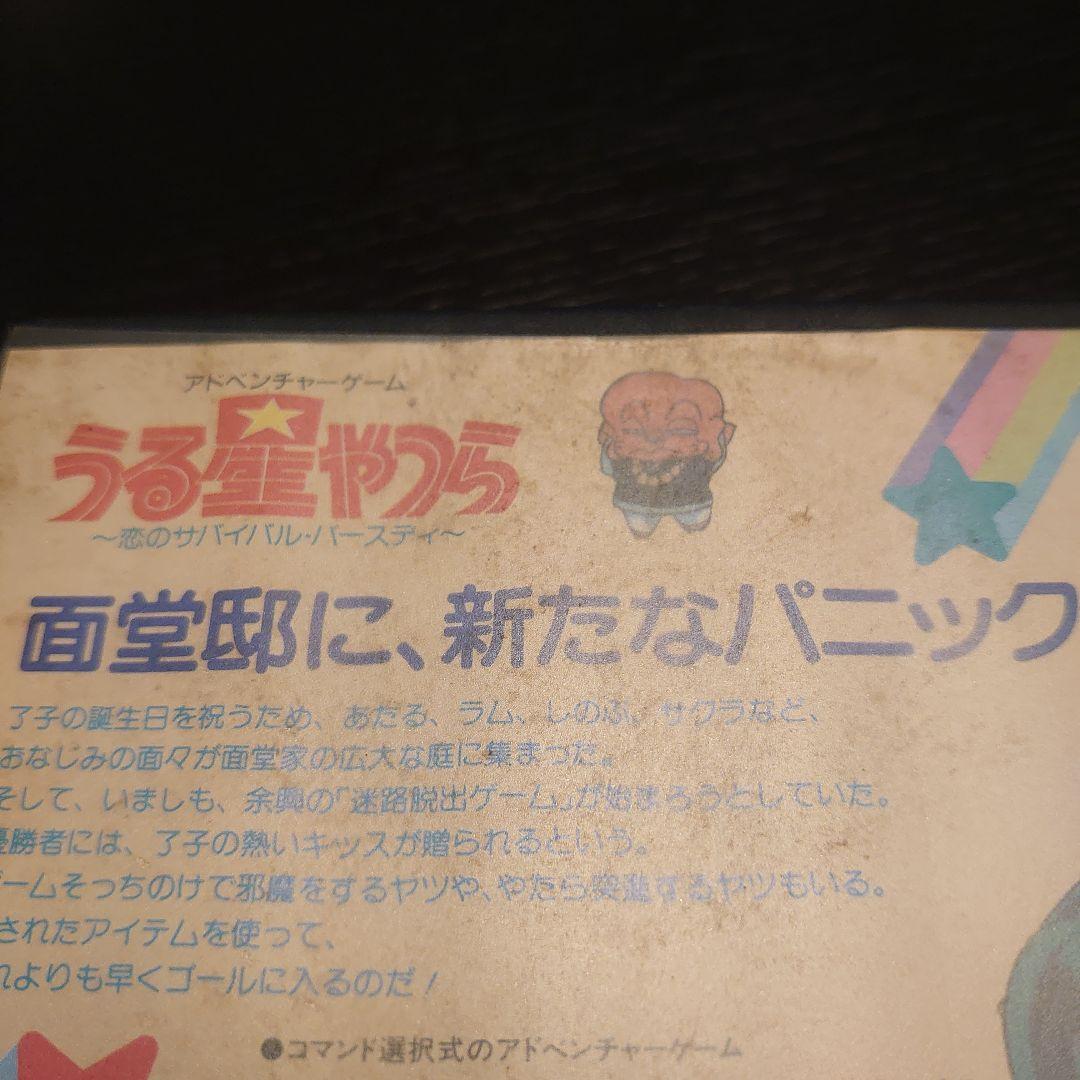 アドベンチャーゲーム
うる星やつら
～恋のサバイバル・バースディ～
面堂邸に、新たなパニック
了子の誕生日を祝うため、あたる、ラム、しのぶ、サクラなど、
おなじみの面々が面堂家の広大な庭に集まった。
そして、いましも、余興の「迷路脱出ゲーム」が始まろうとしていた。
優勝者には、了子の熱いキッスが贈られるという。
ゲームそっちのけで邪魔をするヤツや、やたら突進するヤツもいる。
されたアイテムを使って、
れよりも早くゴールに入るのだ！
●コマンド選択式のアドベンチャーゲーム